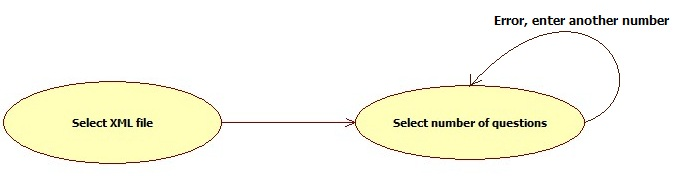 Error, enter another number
Select XML file
Select number of questions